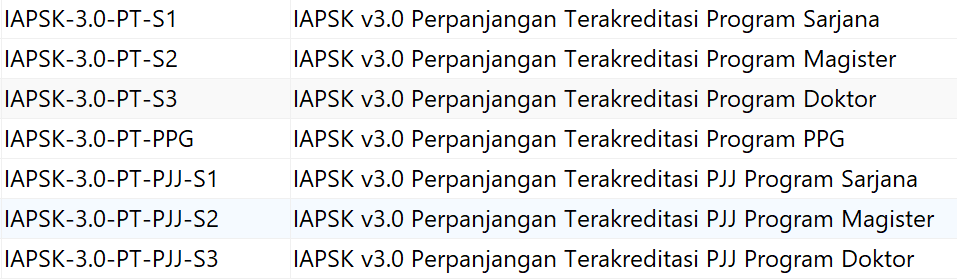 IAPSK-3.0-PT-S1 IAPSK v3.0 Perpanjangan Terakreditasi Program Sarjana
IAPSK-3.0-PT-S2 IAPSK v3.0 Perpanjangan Terakreditasi Program Magister
IAPSK-3.0-PT-S3 IAPSK v3.0 Perpanjangan Terakreditasi Program Doktor
IAPSK-3.0-PT-PPG IAPSK v3.0 Perpanjangan Terakreditasi Program PPG
IAPSK-3.0-PT-PJJ-S1 IAPSK v3.0 Perpanjangan Terakreditasi PJJ Program Sarjana
IAPSK-3.0-PT-PJJ-S2 IAPSK v3.0 Perpanjangan Terakreditasi PJJ Program Magister
IAPSK-3.0-PT-PJJ-S3 IAPSK v3.0 Perpanjangan Terakreditasi PJJ Program Doktor